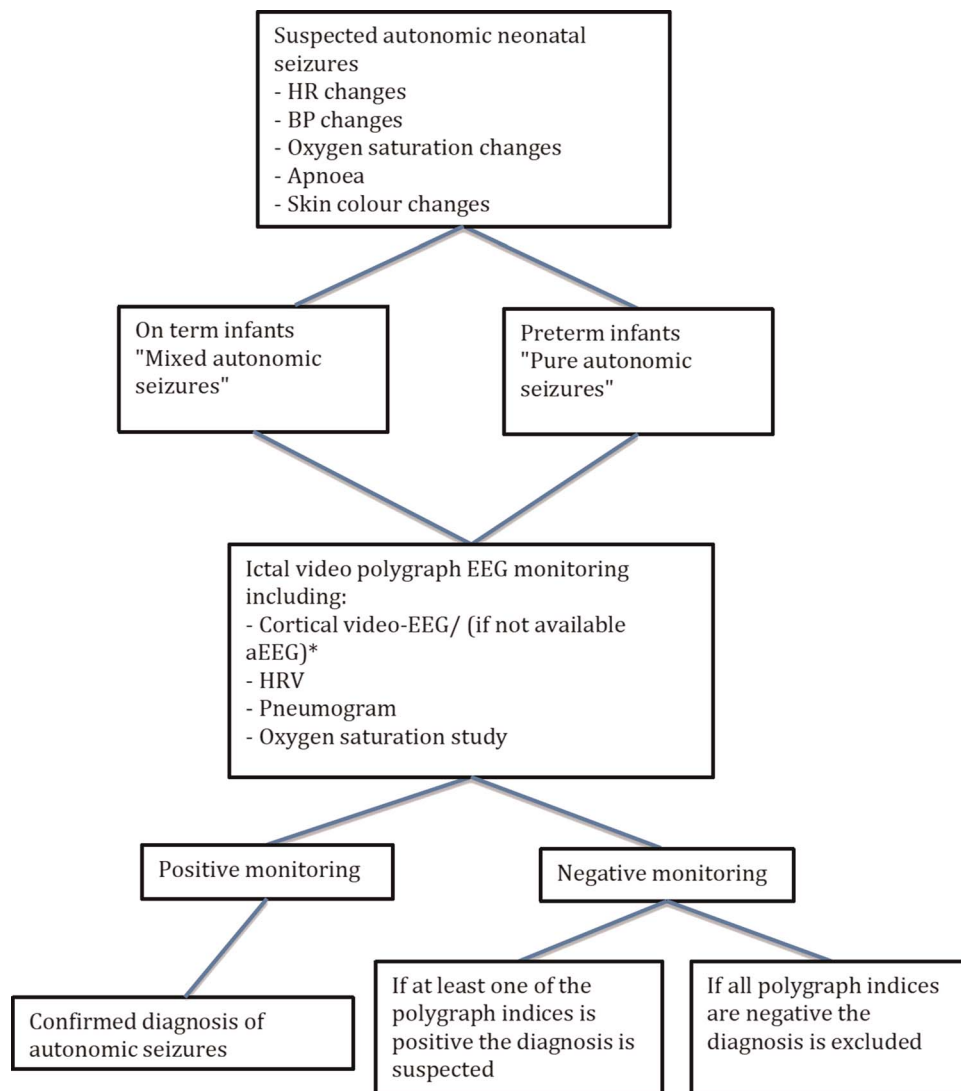 Suspected autonomic neonatal
seizures
- HR changes
- BP changes
- Oxygen saturation changes
- Apnoea
- Skin colour changes
On term infants
"Mixed autonomic
seizures"
Preterm infants
"Pure autonomic
seizures"
Ictal video polygraph EEG monitoring
including:
- Cortical video-EEG/ (if not available
aEEG)*
- HRV
- Pneumogram
- Oxygen saturation study
Positive monitoring
Negative monitoring
Confirmed diagnosis of
autonomic seizures
If at least one of the
polygraph indices is
positive the diagnosis is
suspected
If all polygraph indices
are negative the
diagnosis is excluded